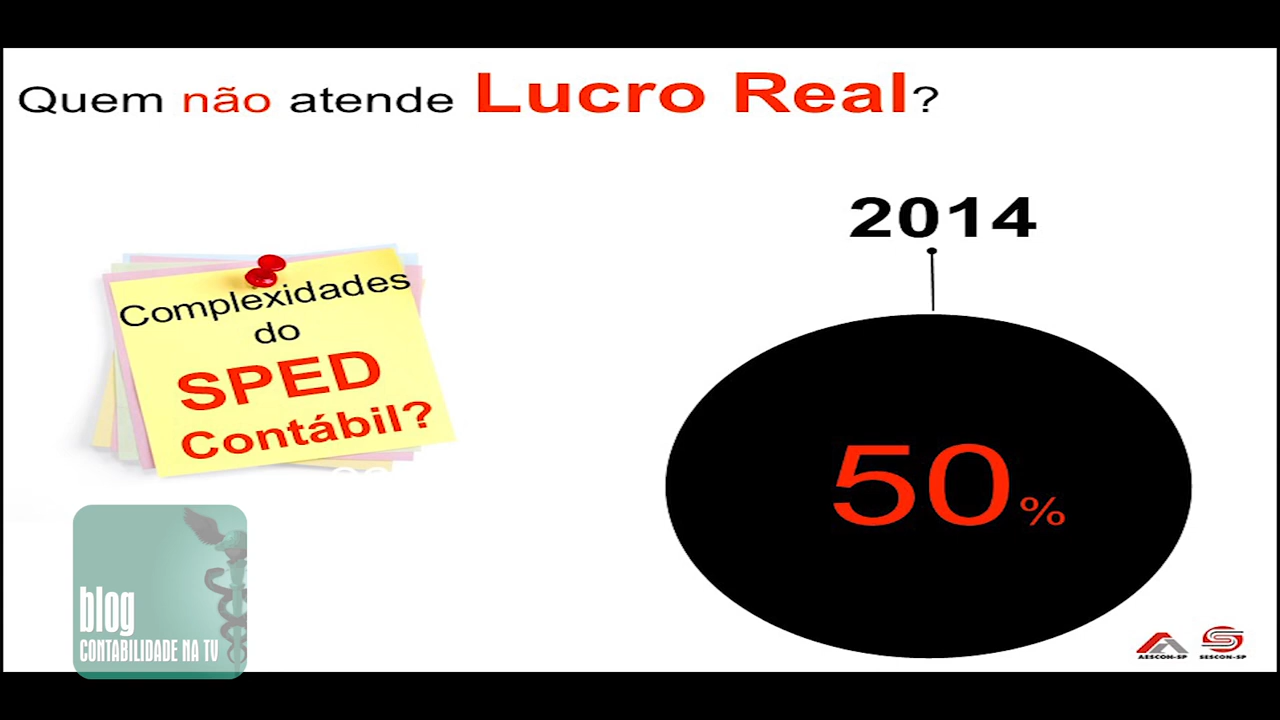 Quem não atende Lucro Real?
2014
Complexidades
do
SPED
Contábil?
50%
blog
CONTABILIDADE NA TV
AESCON-SP
SESCON-SP